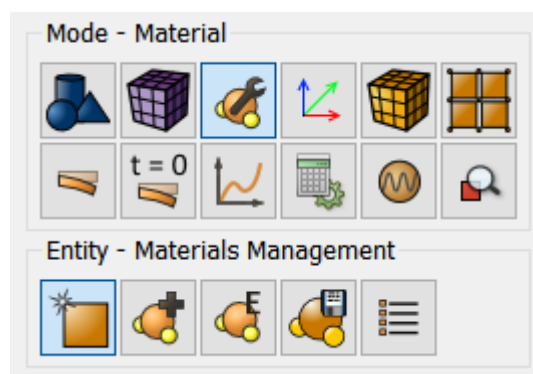 Mode - Material
t = 0
Entity - Materials Management
E